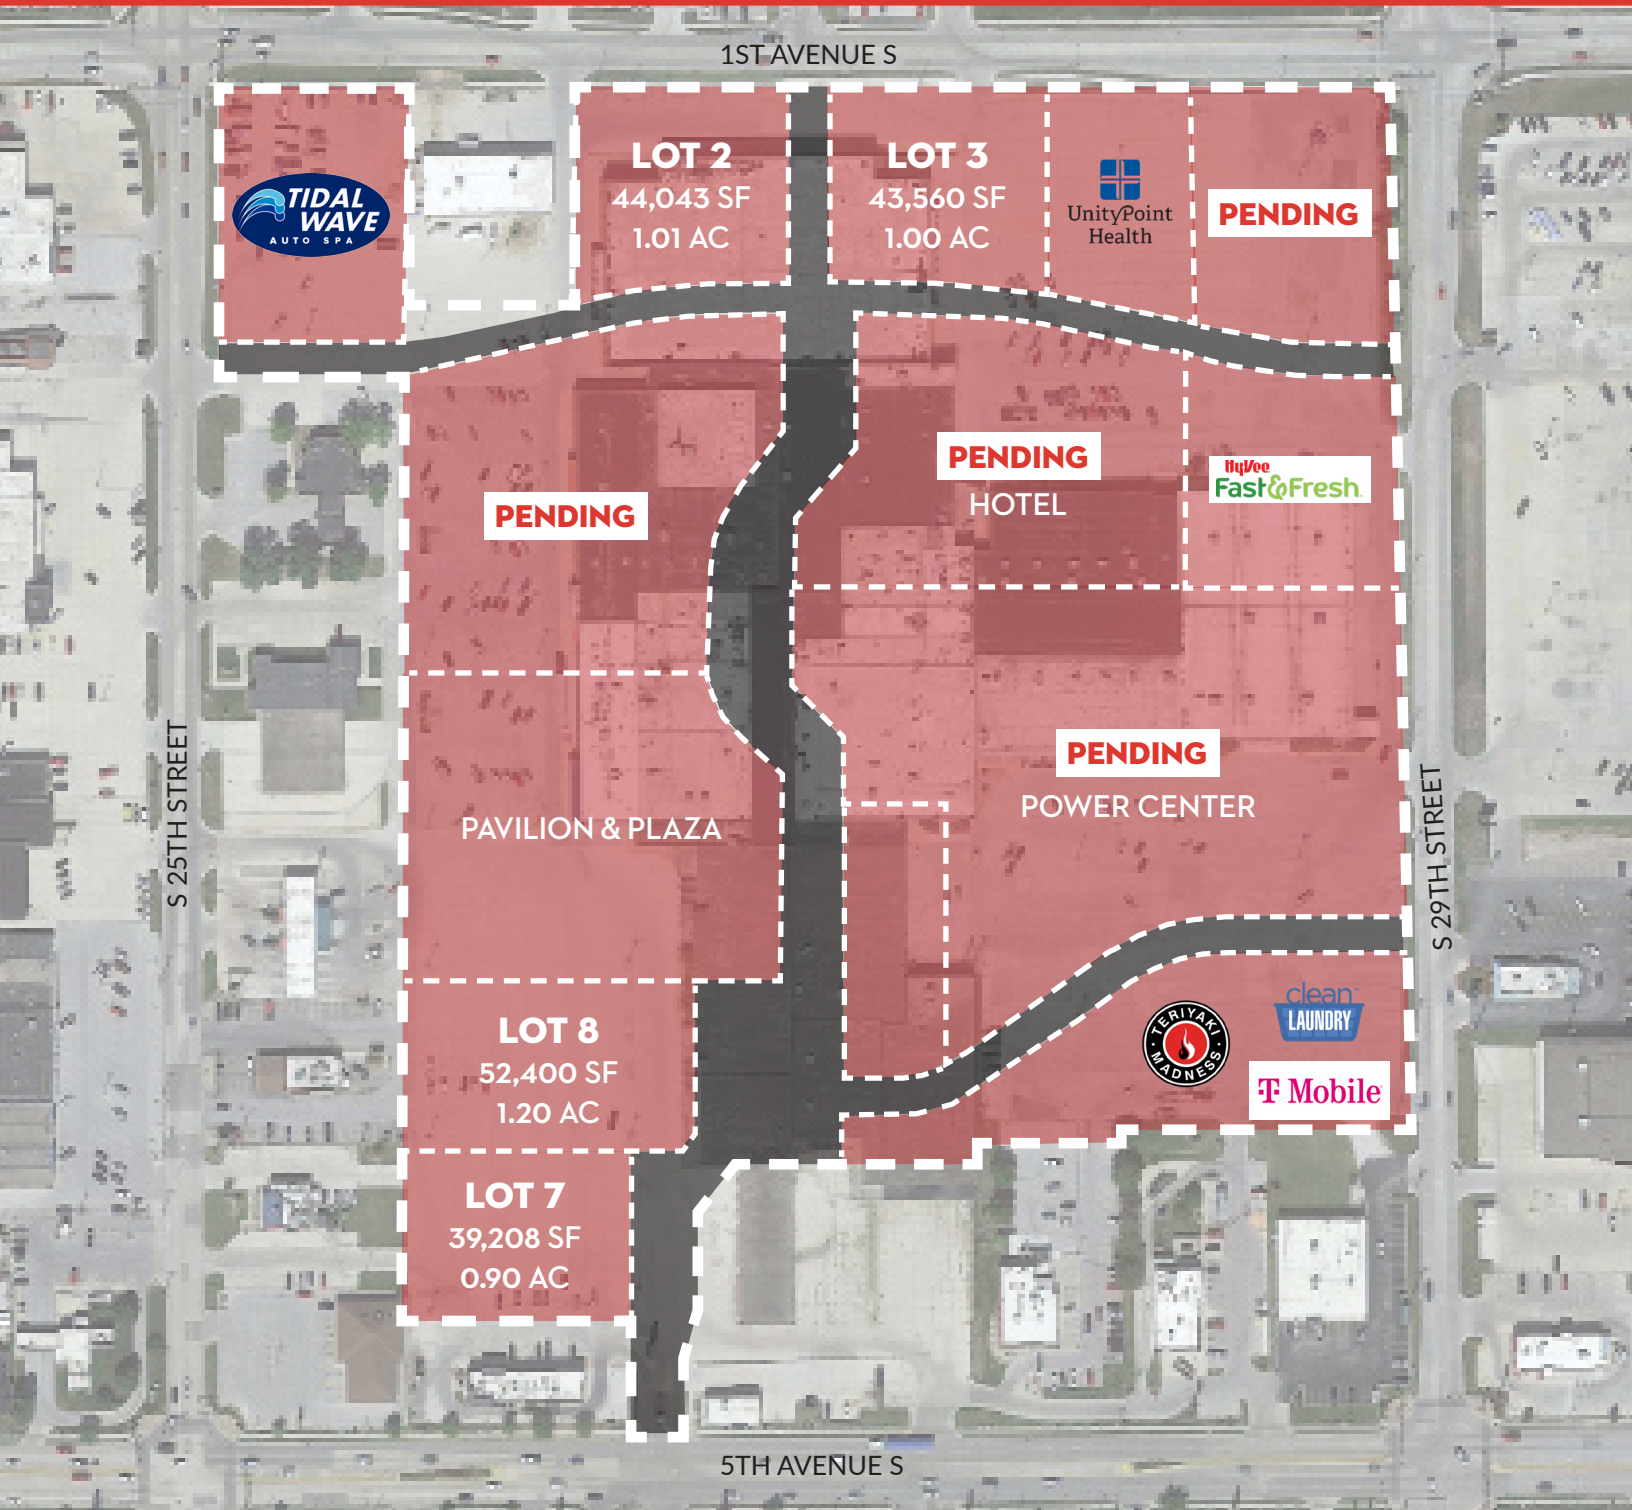 1ST AVENUE S
TIDAL
WAVE
AUTO SPA
LOT 2
44,043 SF
1.01 AC
LOT 3
43,560 SF
1.00 AC
UnityPoint
Health
PENDING
PENDING
HOTEL
HyVee
Fast&Fresh
PENDING
PENDING
POWER CENTER
PAVILION & PLAZA
S 25TH STREET
S 29TH STREET
LOT 8
52,400 SF
1.20 AC
TERIYAKI
MADNESS
clean
LAUNDRY
T Mobile
LOT 7
39,208 SF
0.90 AC
5TH AVENUE S